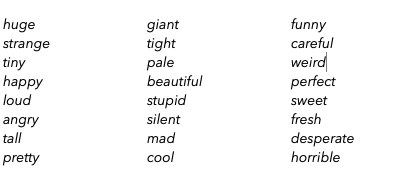 huge giant funny
strange tight careful
tiny pale weird
happy beautiful perfect
loud stupid sweet
angry silent fresh
tall mad desperate
pretty cool horrible